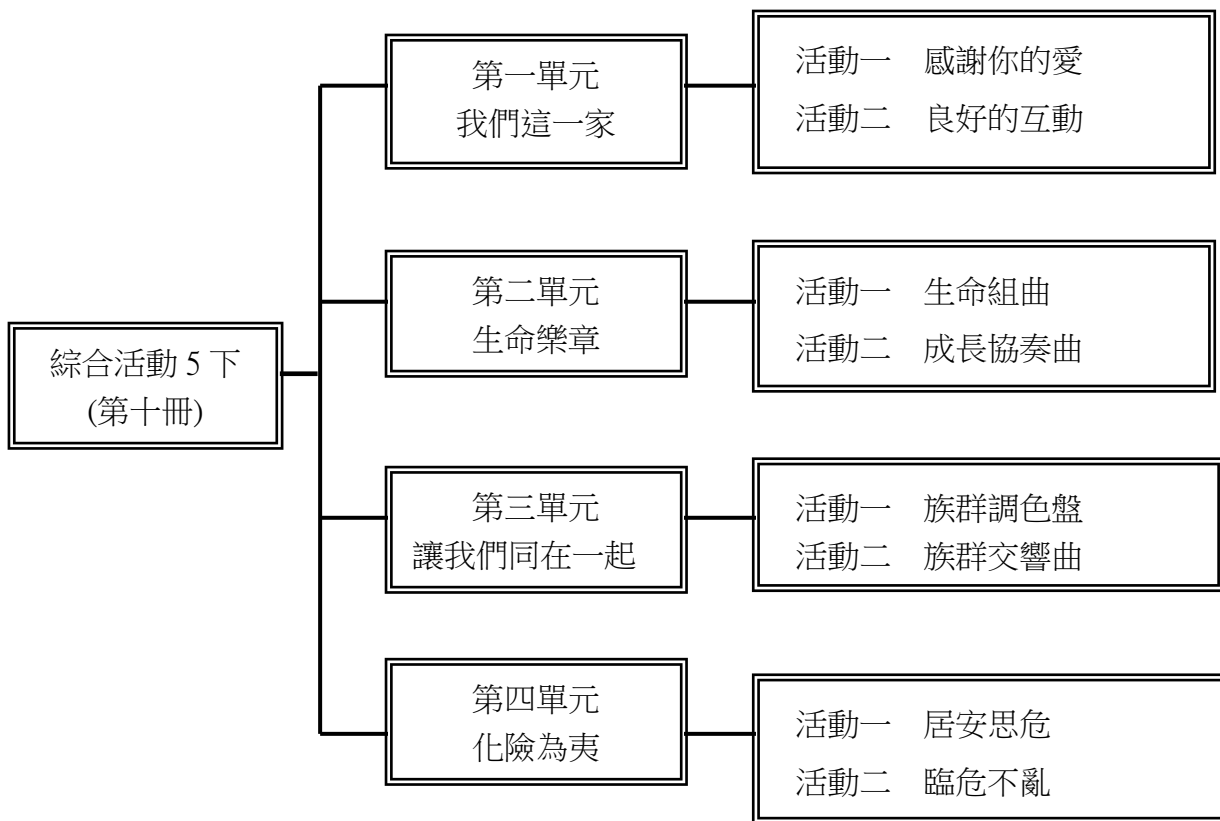 綜合活動 5 下
(第十冊)
第一單元
我們這一家
活動一　感謝你的愛
活動二　良好的互動
第二單元
生命樂章
活動一　生命組曲
活動二　成長協奏曲
第三單元
讓我們同在一起
活動一　族群調色盤
活動二　族群交響曲
第四單元
化險為夷
活動一　居安思危
活動二　臨危不亂